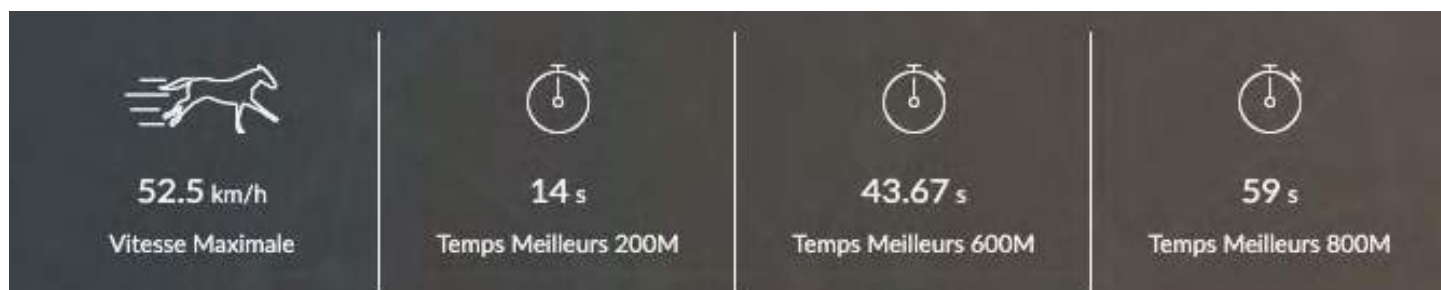 52.5 km/h
Vitesse Maximale
14 s
Temps Meilleurs 200M
43.67 s
Temps Meilleurs 600M
59 s
Temps Meilleurs 800M